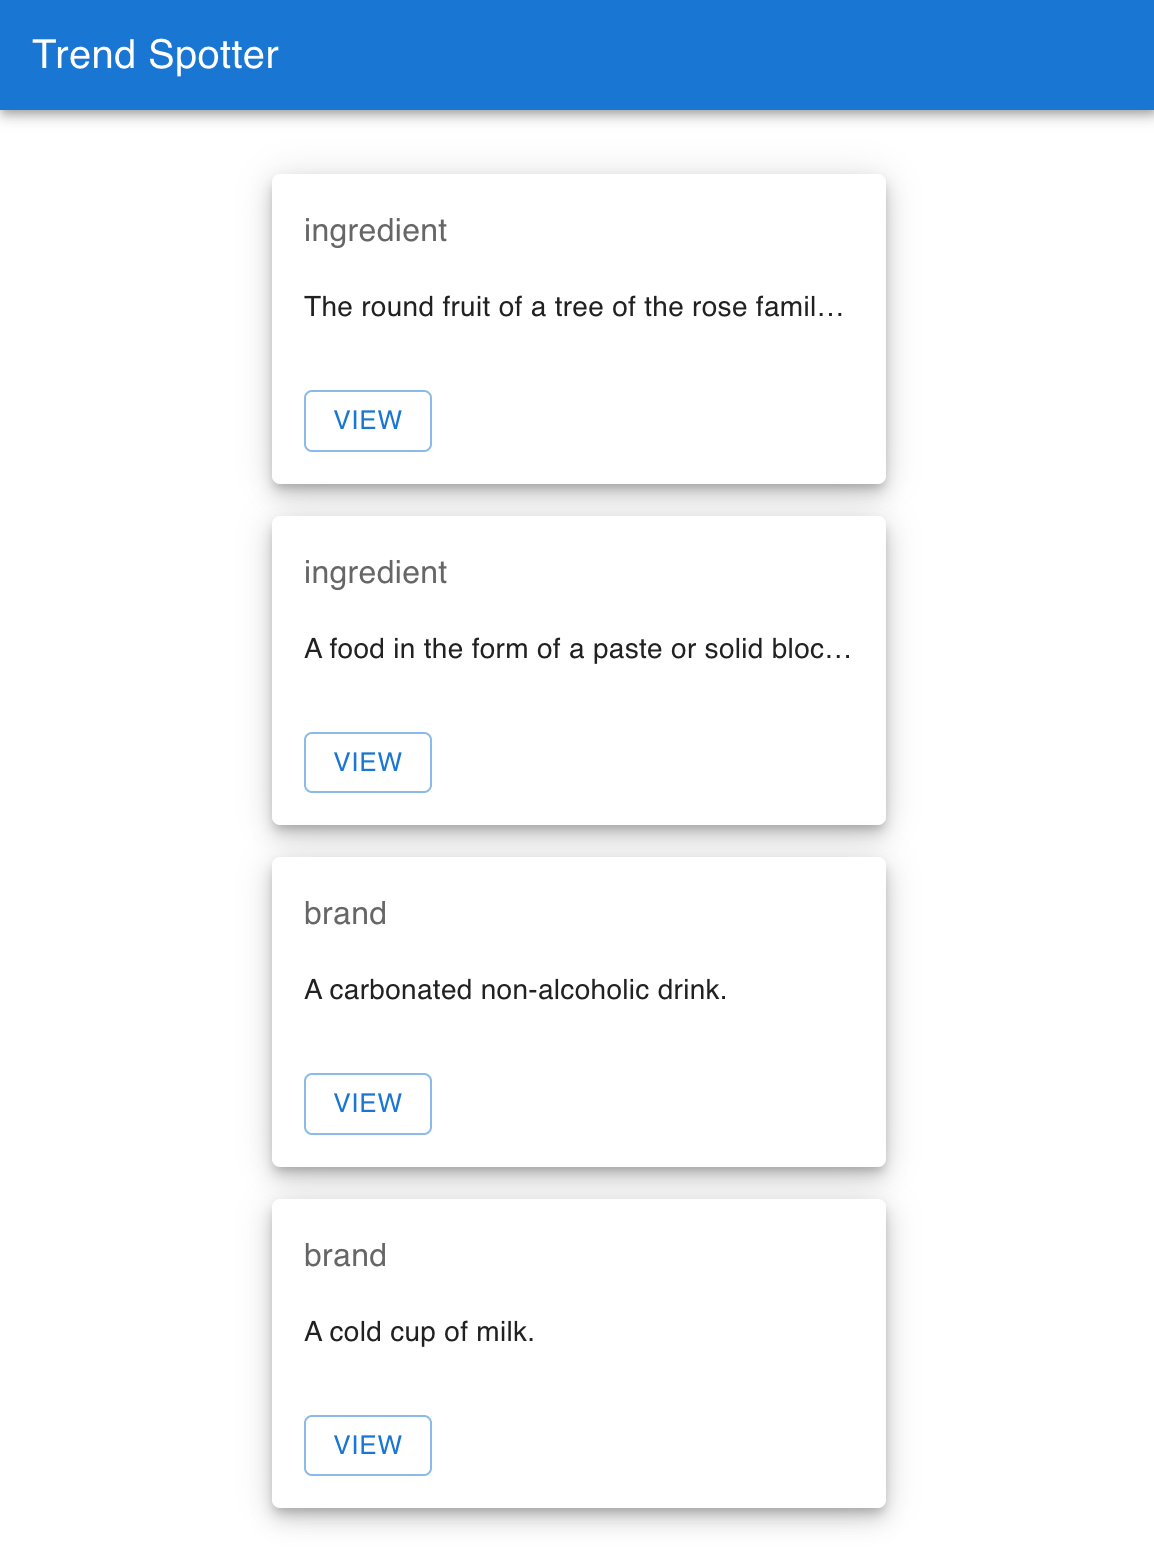 Trend Spotter
ingredient
The round fruit of a tree of the rose famil...
VIEW
ingredient
A food in the form of a paste or solid bloc...
VIEW
brand
A carbonated non-alcoholic drink.
VIEW
brand
A cold cup of milk.
VIEW